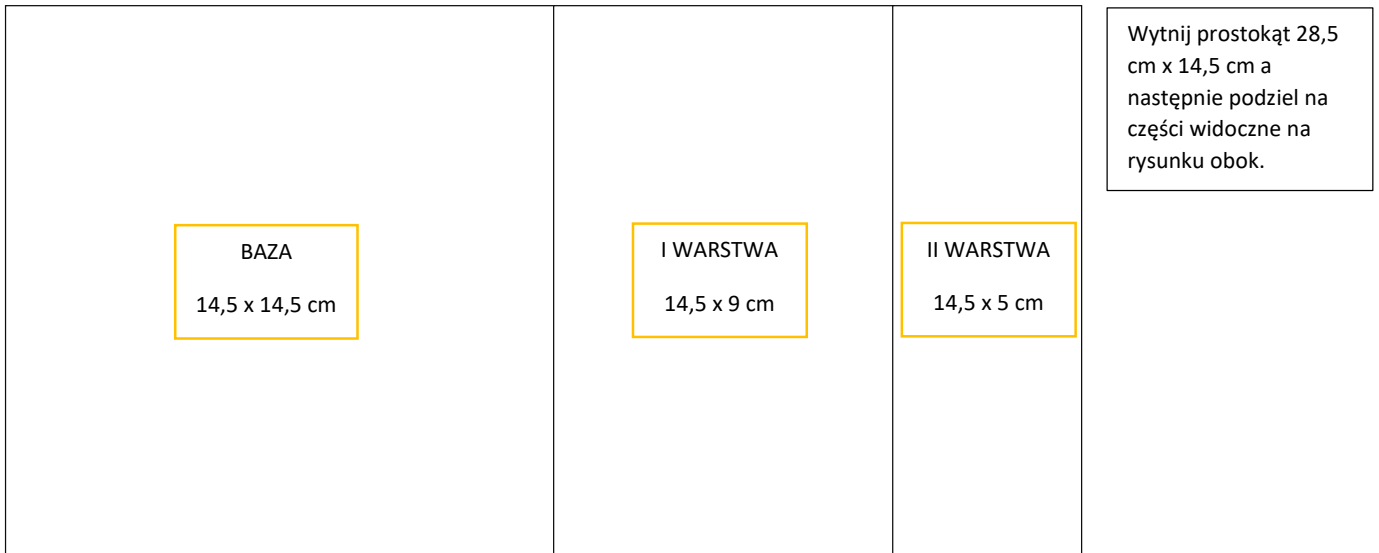 BAZA
14,5 x 14,5 cm
I WARSTWA
14,5 x 9 cm
II WARSTWA
14,5 x 5 cm
Wytnij prostokąt 28,5
cm x 14,5 cm a
następnie podziel na
części widoczne na
rysunku obok.